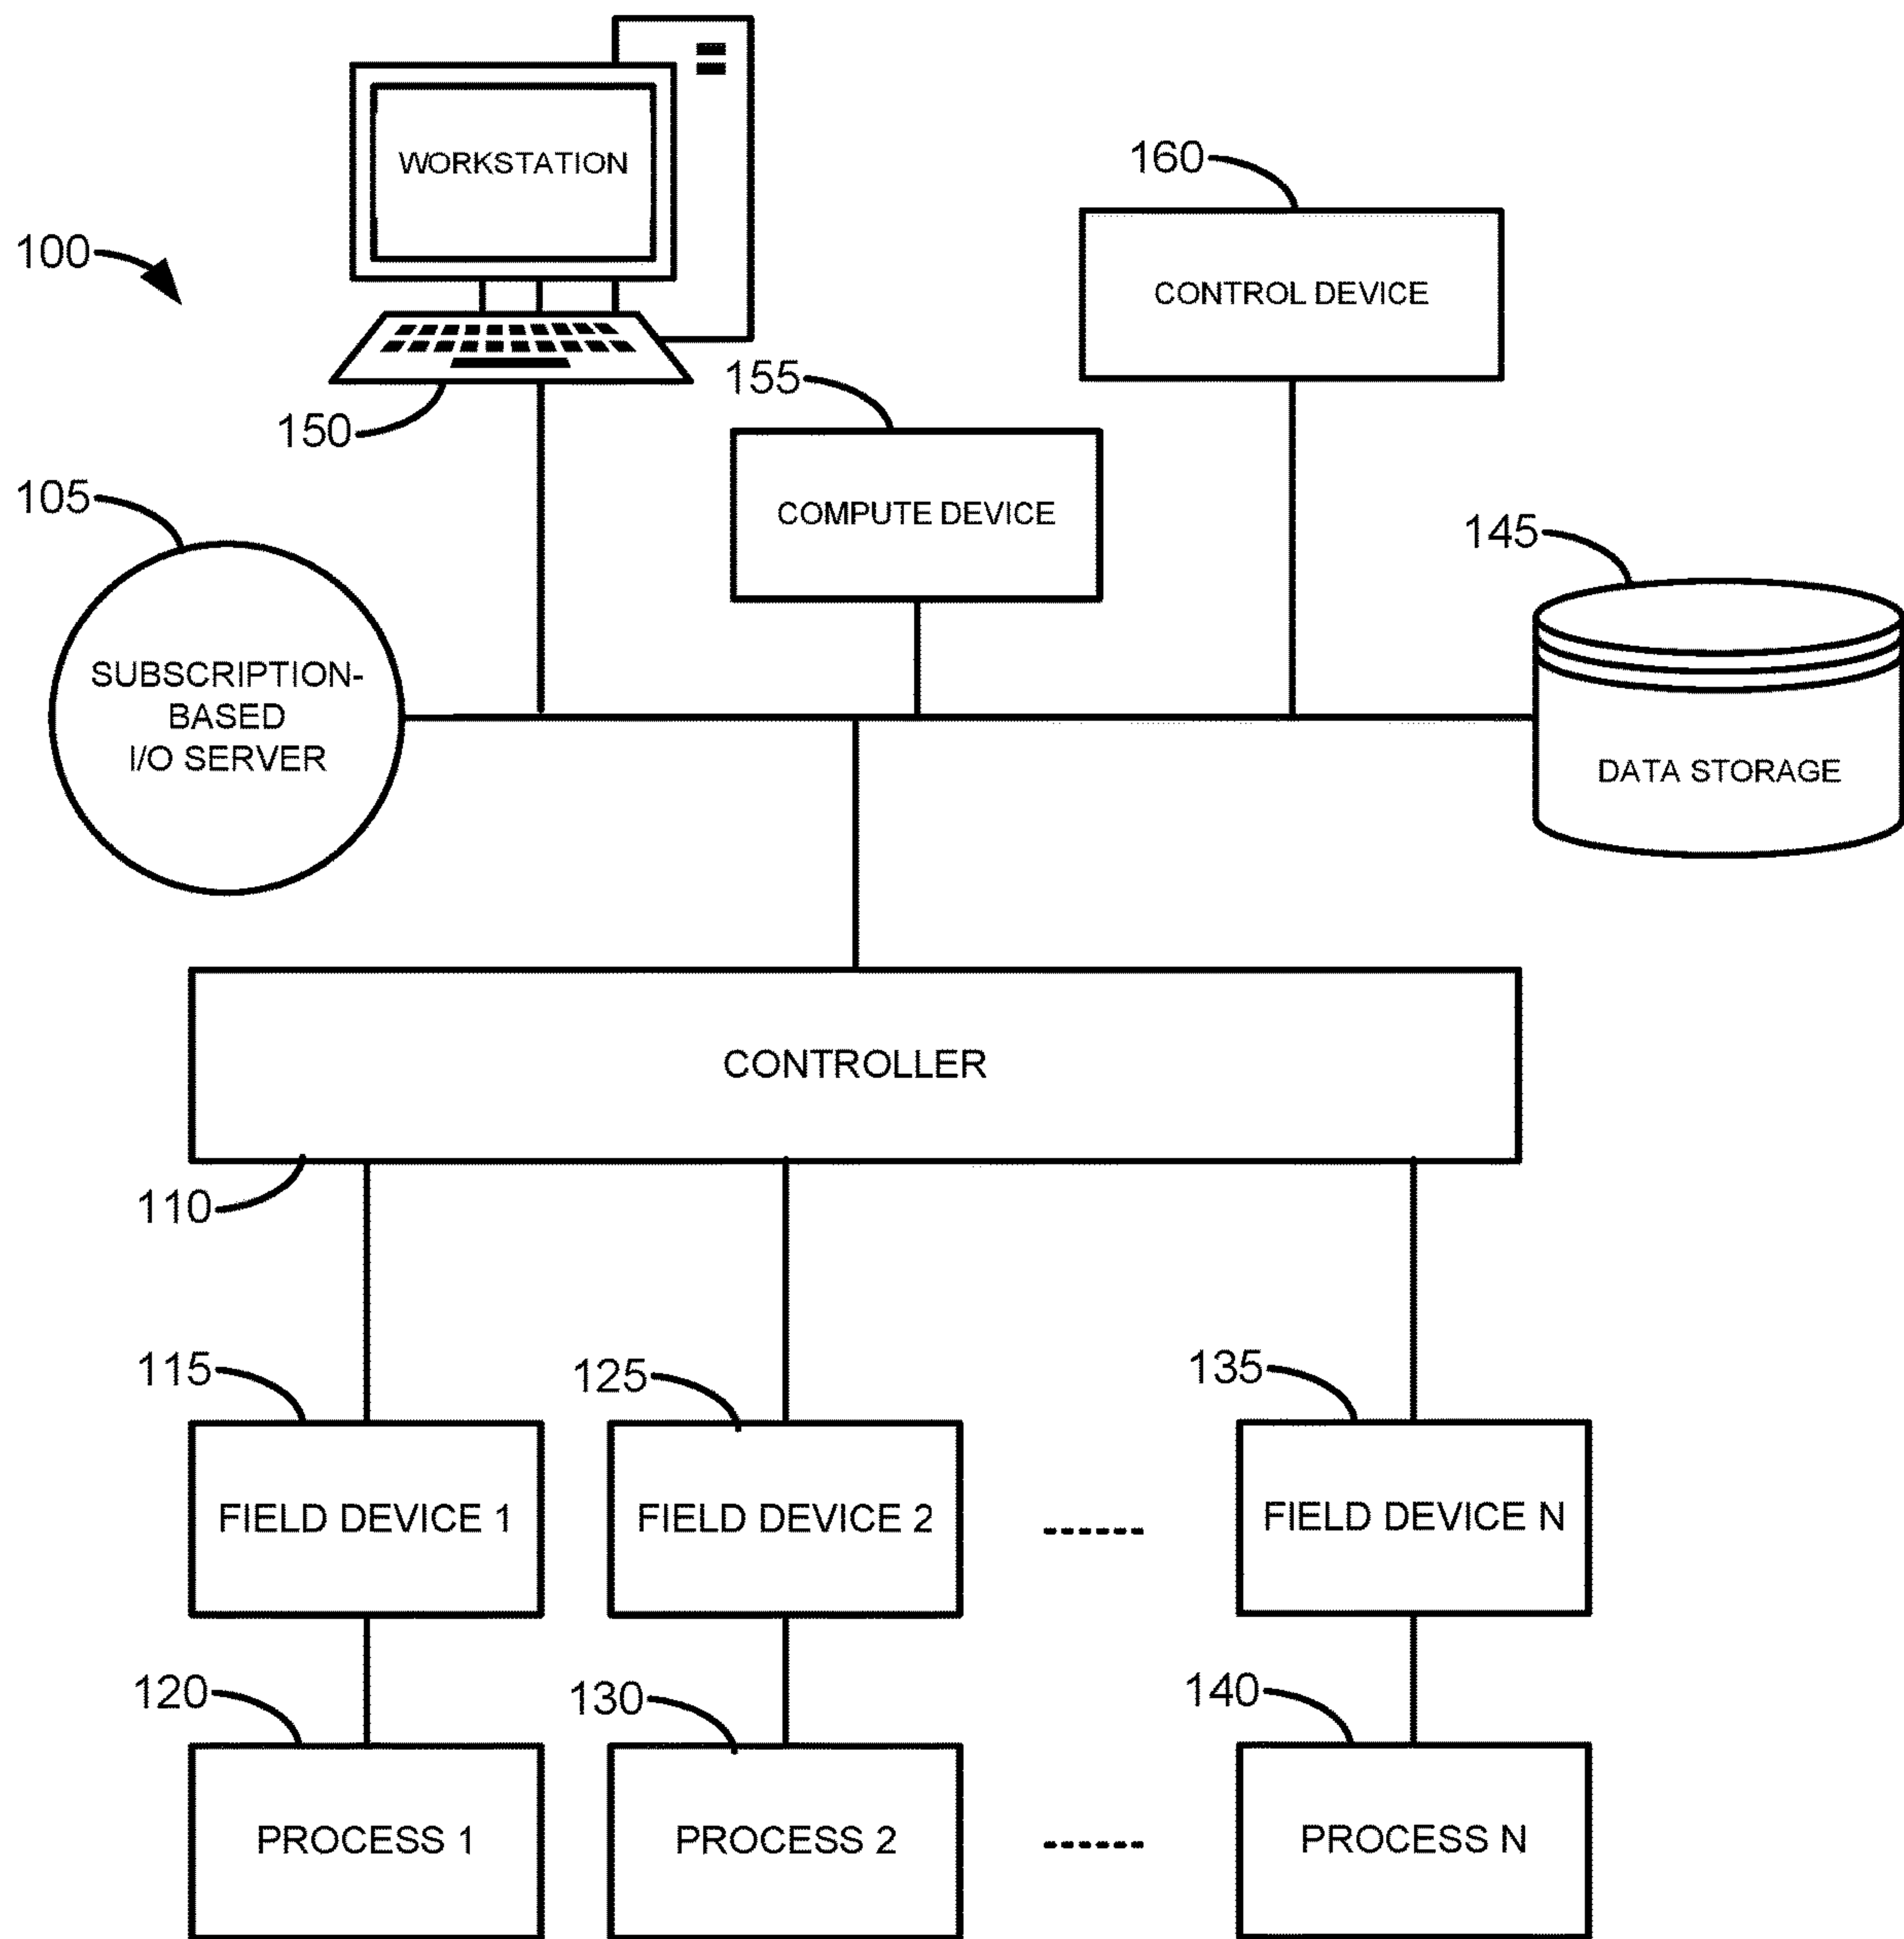 WORKSTATION
160
100
CONTROL DEVICE
155
150
105
COMPUTE DEVICE
145
SUBSCRIPTION-
BASED
I/O SERVER
DATA STORAGE
CONTROLLER
110
115
125
135
FIELD DEVICE 1
FIELD DEVICE 2
FIELD DEVICE N
120
130
140
PROCESS 1
PROCESS 2
PROCESS N